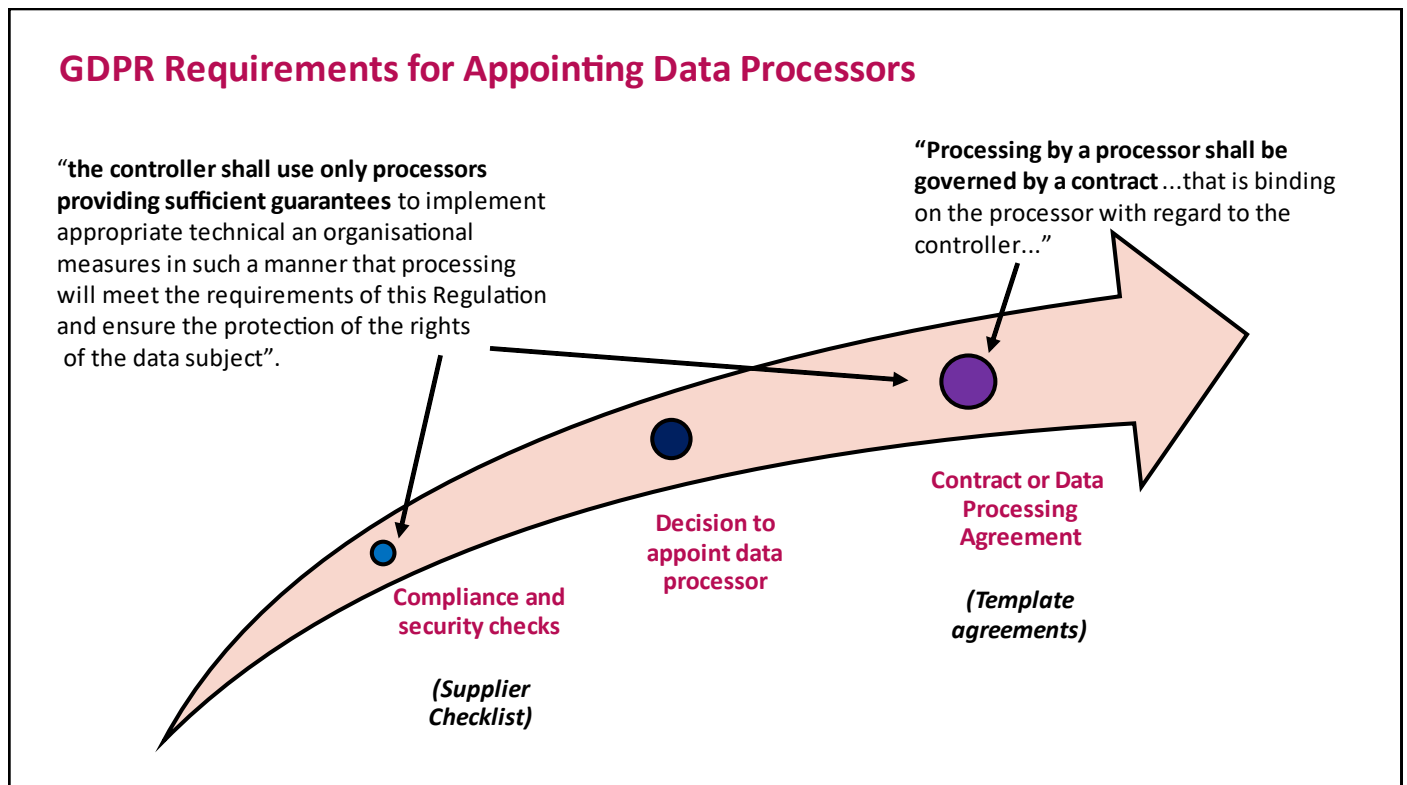 GDPR Requirements for Appointing Data Processors
“the controller shall use only processors
providing sufficient guarantees to implement
appropriate technical an organisational
measures in such a manner that processing
will meet the requirements of this Regulation
and ensure the protection of the rights
of the data subject”.
“Processing by a processor shall be
governed by a contract ...that is binding
on the processor with regard to the
controller...”
Compliance and
security checks
(Supplier
Checklist)
Decision to
appoint data
processor
Contract or Data
Processing
Agreement
(Template
agreements)